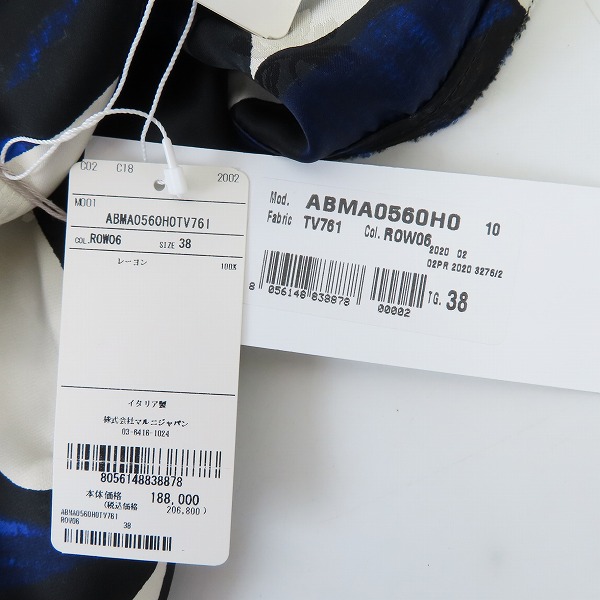 C02 C18 2002
M001
ABMA0560H0TV761
COL. ROW06 SIZE 38
レーヨン 100%
イタリア製
株式会社マルニジャパン
03-6416-1024
8056148838878
本体価格 188,000
(税込価格 206,800)
ABMA0560H0TV761
ROW06 38
Mod. ABMA0560H0 10
Fabric TV761 Col. ROW06
2020 02
02PR 2020 3276/2
8 056148 838878
00002
TG. 38